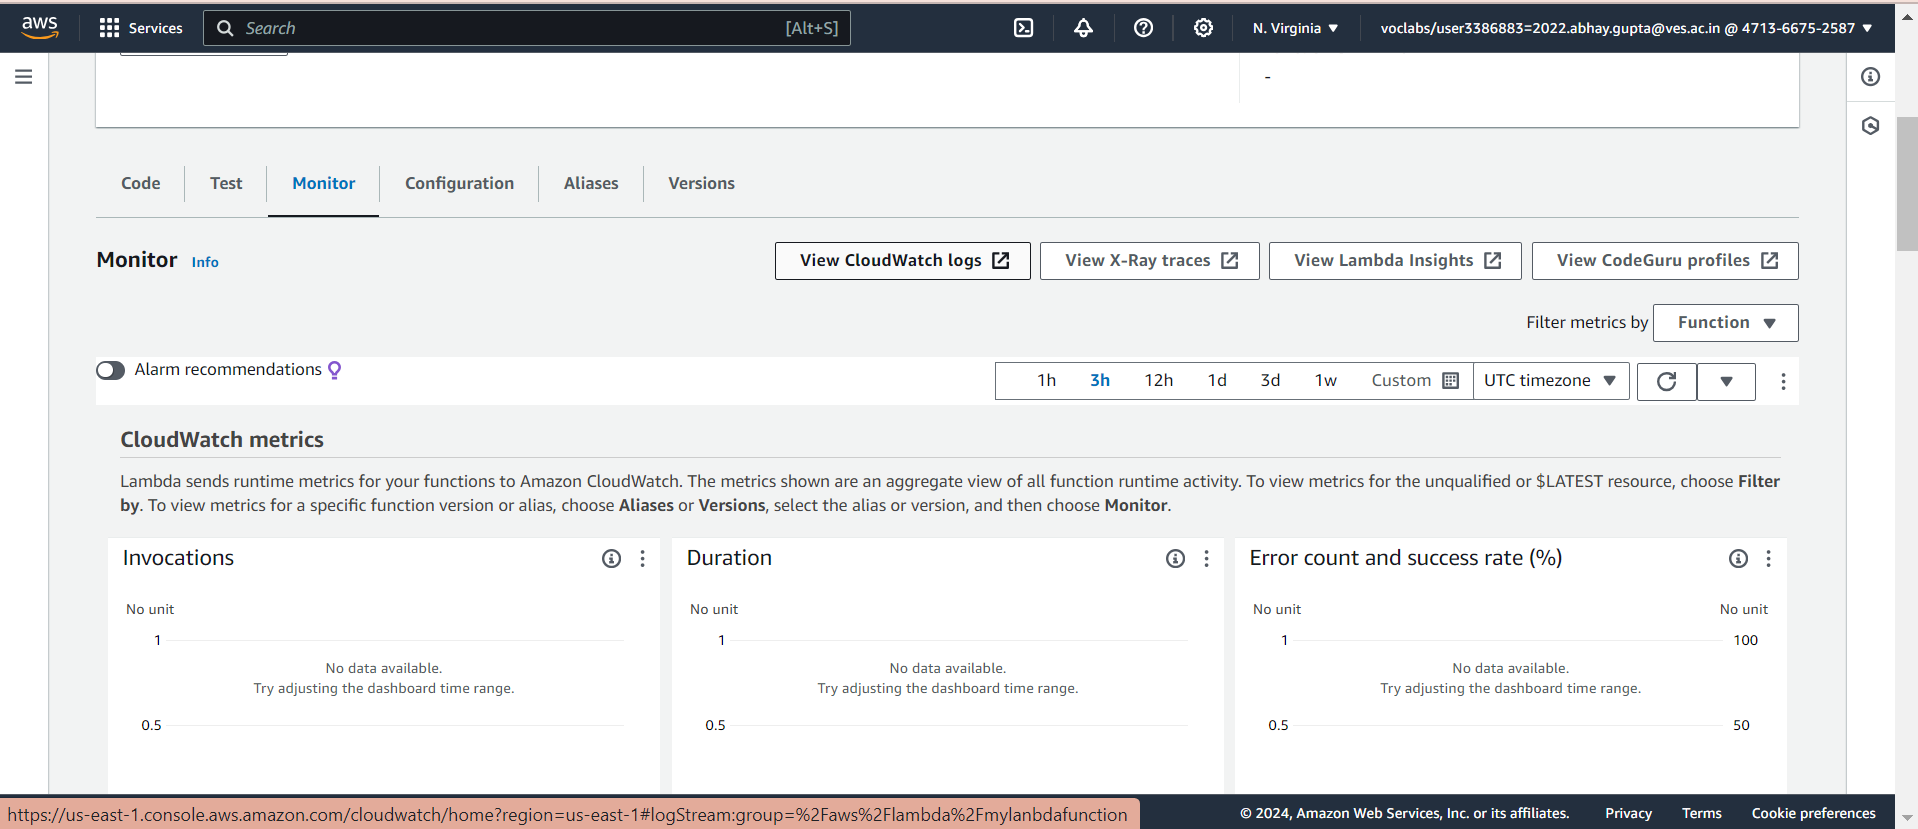 aws Services Search [Alt+S] N. Virginia voclabs/user3386883=2022.abhay.gupta@ves.ac.in @ 4713-6675-2587
-
Code Test Monitor Configuration Aliases Versions
Monitor Info View CloudWatch logs View X-Ray traces View Lambda Insights View CodeGuru profiles
Filter metrics by Function
Alarm recommendations 1h 3h 12h 1d 3d 1w Custom UTC timezone
CloudWatch metrics
Lambda sends runtime metrics for your functions to Amazon CloudWatch. The metrics shown are an aggregate view of all function runtime activity. To view metrics for the unqualified or $LATEST resource, choose Filter
by. To view metrics for a specific function version or alias, choose Aliases or Versions, select the alias or version, and then choose Monitor.
Invocations
No unit
1
No data available.
Try adjusting the dashboard time range.
0.5
Duration
No unit
1
No data available.
Try adjusting the dashboard time range.
0.5
Error count and success rate (%)
No unit No unit
1 100
No data available.
Try adjusting the dashboard time range.
0.5 50
https://us-east-1.console.aws.amazon.com/cloudwatch/home?region=us-east-1#logStream:group=%2Faws%2Flambda%2Fmylanbdafunction
© 2024, Amazon Web Services, Inc. or its affiliates. Privacy Terms Cookie preferences